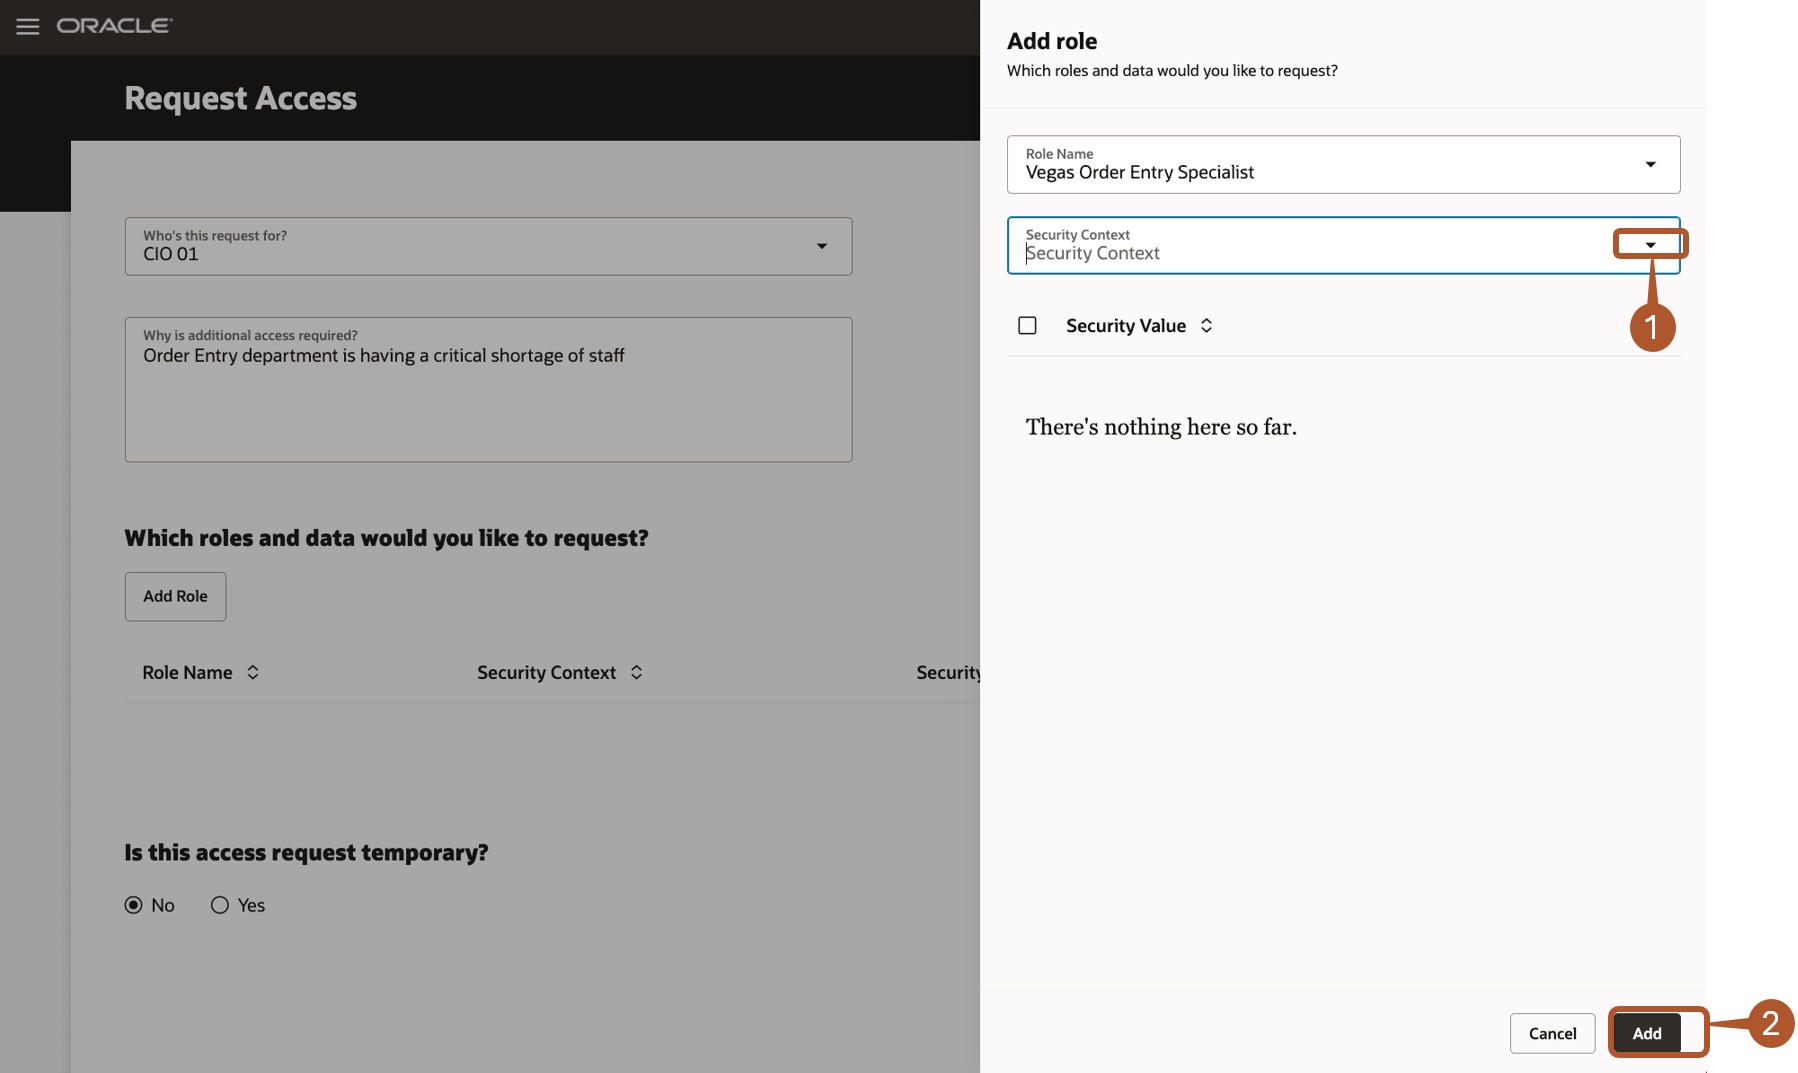 ORACLE
Request Access
Who's this request for?
CIO 01
Why is additional access required?
Order Entry department is having a critical shortage of staff
Which roles and data would you like to request?
Add Role
Role Name
Security Context
Security
Is this access request temporary?
No
Yes
Add role
Which roles and data would you like to request?
Role Name
Vegas Order Entry Specialist
Security Context
Security Context
1
Security Value
There's nothing here so far.
Cancel
Add
2